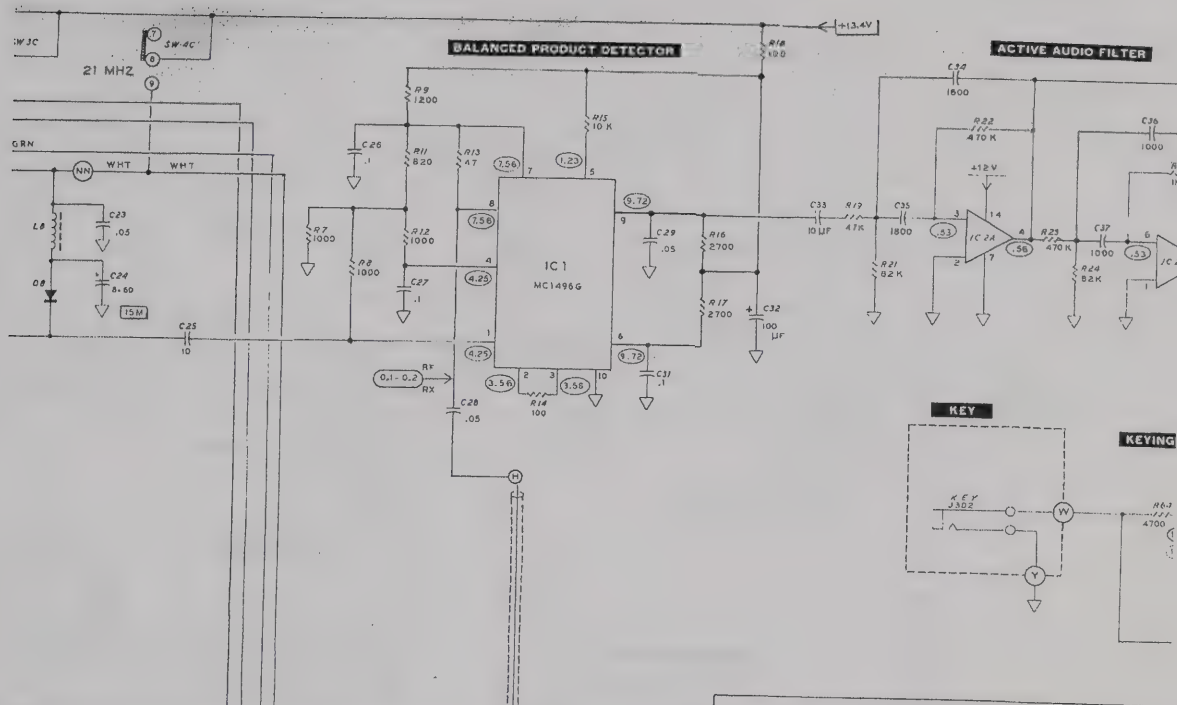 +13.4V
SW-4C
7
8
9
21 MHZ
BALANCED PRODUCT DETECTOR
R18
100
ACTIVE AUDIO FILTER
C34
1800
R9
1200
R15
10 K
R22
470 K
C36
1000
GRN
NN
WHT
WHT
C26
.1
R11
820
R13
47
7.56
7
1.23
5
+12V
L8
C23
.05
R7
1000
R8
1000
R12
1000
8
7.56
4
4.25
IC 1
MC1496G
9.72
9
C29
.05
R16
2700
C33
10 µF
R19
47K
C35
1800
3
.53
14
IC 2A
4
.56
2
7
R23
470 K
C37
1000
6
.53
1
R21
82K
R24
82K
D8
C24
8-60
15M
C27
.1
R17
2700
C32
100
µF
C25
10
1
4.25
6
9.72
C31
.1
3.56
2
3
3.56
10
R14
100
0.1-0.2
RF
RX
C28
.05
H
KEY
KEYING
KEY
J302
W
Y
4700